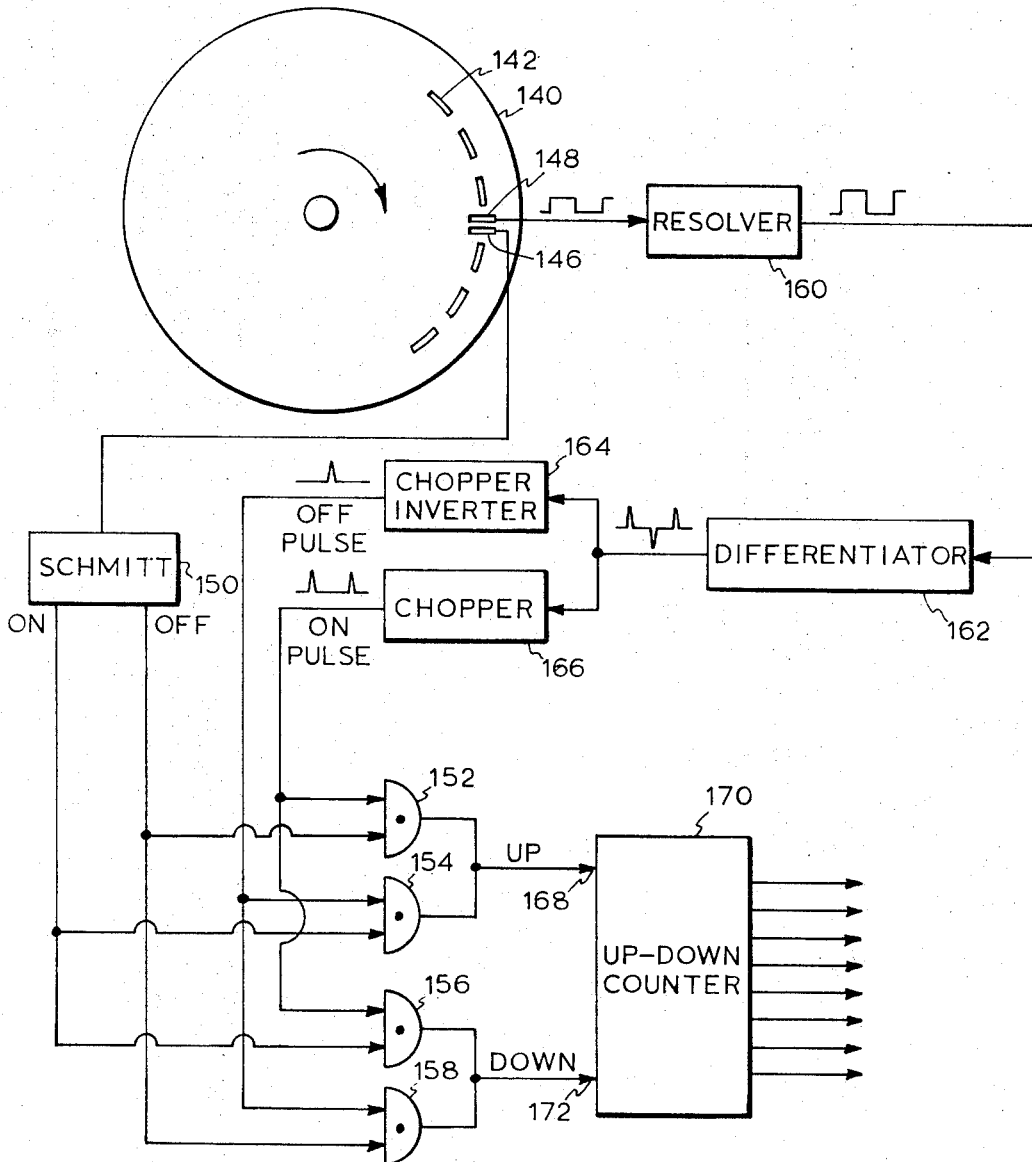 142
140
148
146
RESOLVER
160
164
CHOPPER
INVERTER
OFF
PULSE
SCHMITT
150
ON
OFF
DIFFERENTIATOR
162
CHOPPER
ON
PULSE
166
152
154
156
158
UP
168
DOWN
172
170
UP-DOWN
COUNTER